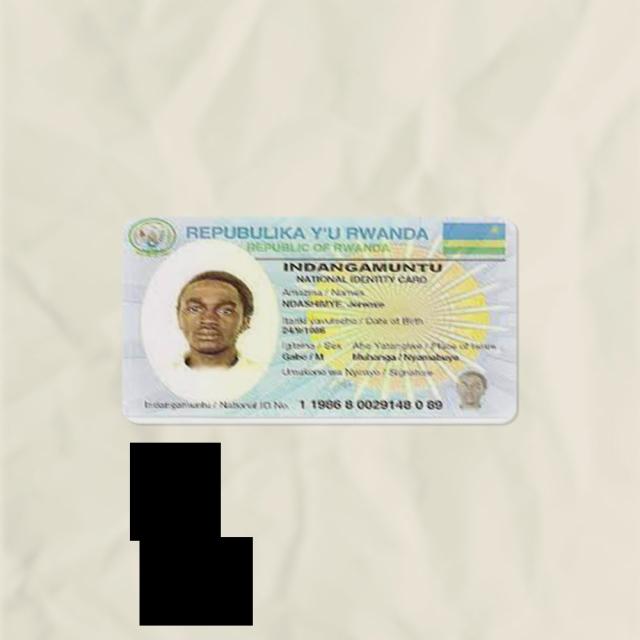 REPUBULIKA Y'U RWANDA
REPUBLIC OF RWANDA
INDANGAMUNTU
NATIONAL IDENTITY CARD
Amazina / Names
NDASHIMYE
Itariki yavutseho / Date of Birth
24/9/1986
Igitsina / Sex Aho Yatangiwe / Place of Issue
Gabo / M Muhanga / Nyamabuye
Umukono wa Nyirayo / Signature
Indangamuntu / National ID No. 1 1986 8 0029148 0 89